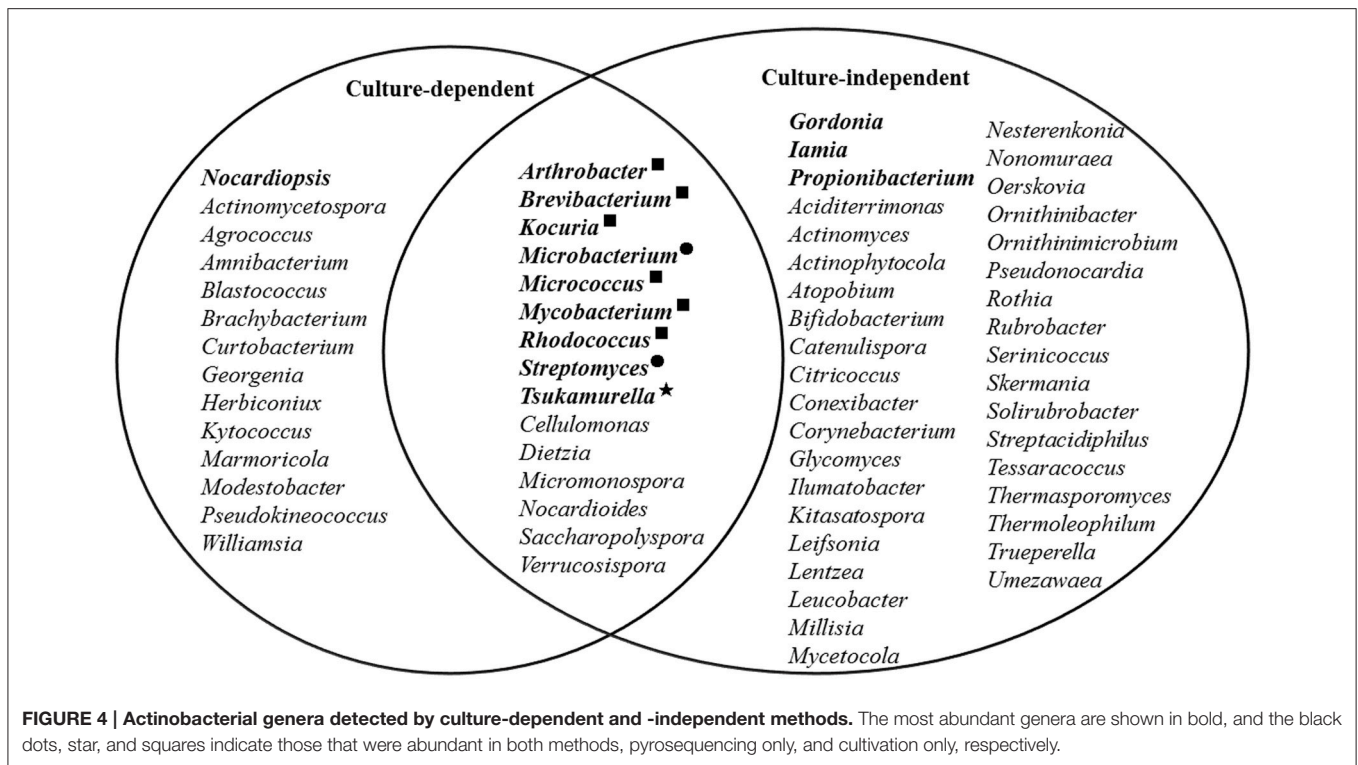 Culture-dependent
Nocardiopsis
Actinomycetospora
Agrococcus
Amnibacterium
Blastococcus
Brachybacterium
Curtobacterium
Georgenia
Herbiconiux
Kytococcus
Marmoricola
Modestobacter
Pseudokineococcus
Williamsia
Arthrobacter ■
Brevibacterium ■
Kocuria ■
Microbacterium ●
Micrococcus ■
Mycobacterium ■
Rhodococcus ■
Streptomyces ●
Tsukamurella ★
Cellulomonas
Dietzia
Micromonospora
Nocardioides
Saccharopolyspora
Verrucosispora
Culture-independent
Gordonia
Iamia
Propionibacterium
Aciditerrimonas
Actinomyces
Actinophytocola
Atopobium
Bifidobacterium
Catenulispora
Citricoccus
Conexibacter
Corynebacterium
Glycomyces
Ilumatobacter
Kitasatospora
Leifsonia
Lentzea
Leucobacter
Millisia
Mycetocola
Nesterenkonia
Nonomuraea
Oerskovia
Ornithinibacter
Ornithinimicrobium
Pseudonocardia
Rothia
Rubrobacter
Serinicoccus
Skermania
Solirubrobacter
Streptacidiphilus
Tessaracoccus
Thermasporomyces
Thermoleophilum
Trueperella
Umezawaea
FIGURE 4 | Actinobacterial genera detected by culture-dependent and -independent methods. The most abundant genera are shown in bold, and the black
dots, star, and squares indicate those that were abundant in both methods, pyrosequencing only, and cultivation only, respectively.